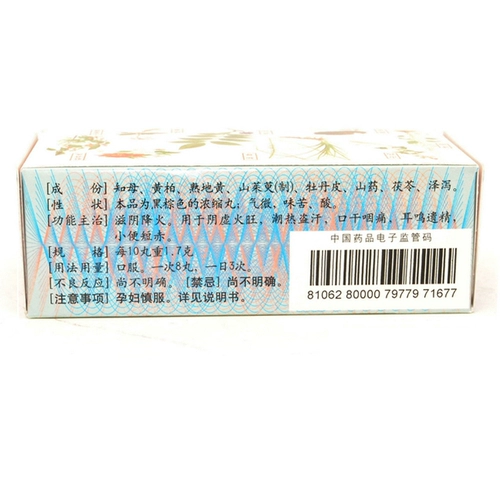 [成 份] 知母、黄柏、熟地黄、山茱萸(制)、牡丹皮、山药、茯苓、泽泻。
[性 状] 本品为黑棕色的浓缩丸，气微，味苦、酸。
[功能主治] 滋阴降火。用于阴虚火旺，潮热盗汗，口干咽痛，耳鸣遗精，
小便短赤。
[规 格] 每10丸重1.7克
[用法用量] 口服。一次8丸，一日3次。
[不良反应] 尚不明确。 [禁忌] 尚不明确。
[注意事项] 孕妇慎服。详见说明书。
中国药品电子监管码
81062 80000 79779 71677